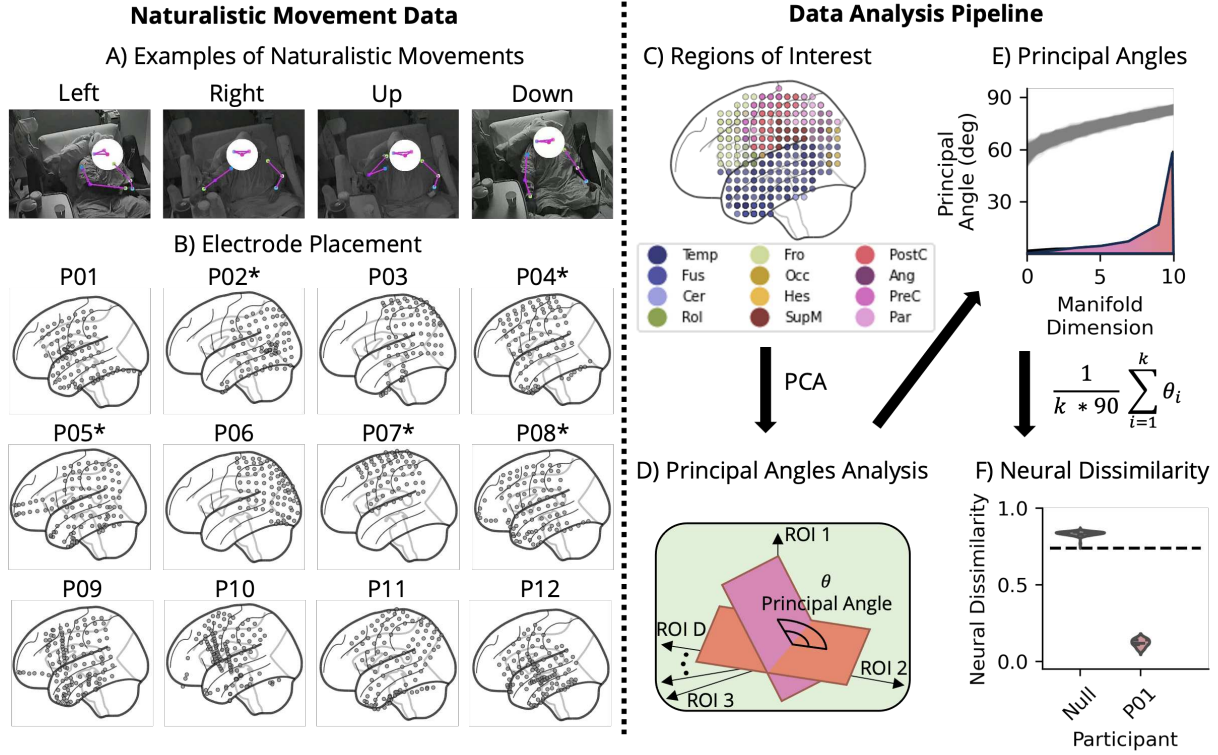 Naturalistic Movement Data
A) Examples of Naturalistic Movements
Left Right Up Down
B) Electrode Placement
P01 P02* P03 P04*
P05* P06 P07* P08*
P09 P10 P11 P12
Data Analysis Pipeline
C) Regions of Interest
Temp Fro PostC
Fus Occ Ang
Cer Hes PreC
Rol SupM Par
PCA
D) Principal Angles Analysis
ROI 1
θ
Principal Angle
ROI D
ROI 2
ROI 3
E) Principal Angles
Principal
Angle (deg)
90
60
30
0 5 10
Manifold
Dimension
1/(k * 90) ∑_{i=1}^{k} θ_i
F) Neural Dissimilarity
Neural Dissimilarity
1.0
0.5
0.0
Null P01
Participant